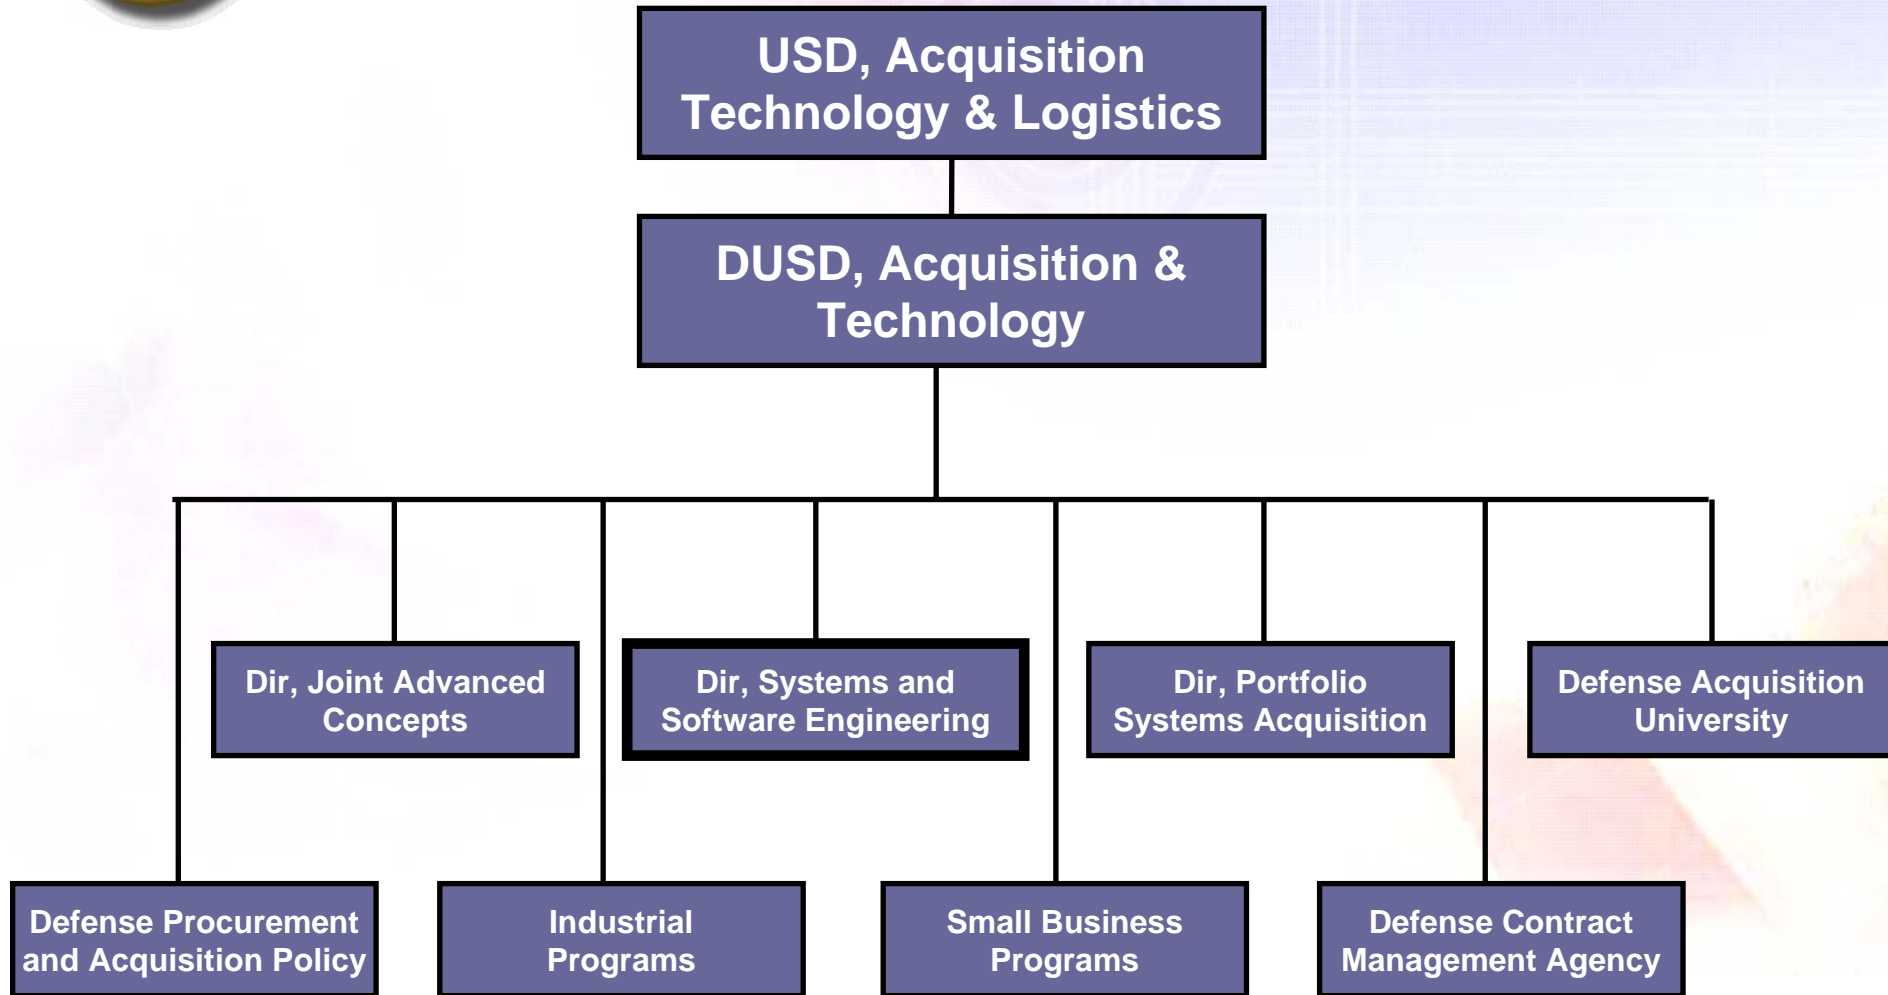 USD, Acquisition
Technology & Logistics
DUSD, Acquisition &
Technology
Dir, Joint Advanced
Concepts
Dir, Systems and
Software Engineering
Dir, Portfolio
Systems Acquisition
Defense Acquisition
University
Defense Procurement
and Acquisition Policy
Industrial
Programs
Small Business
Programs
Defense Contract
Management Agency